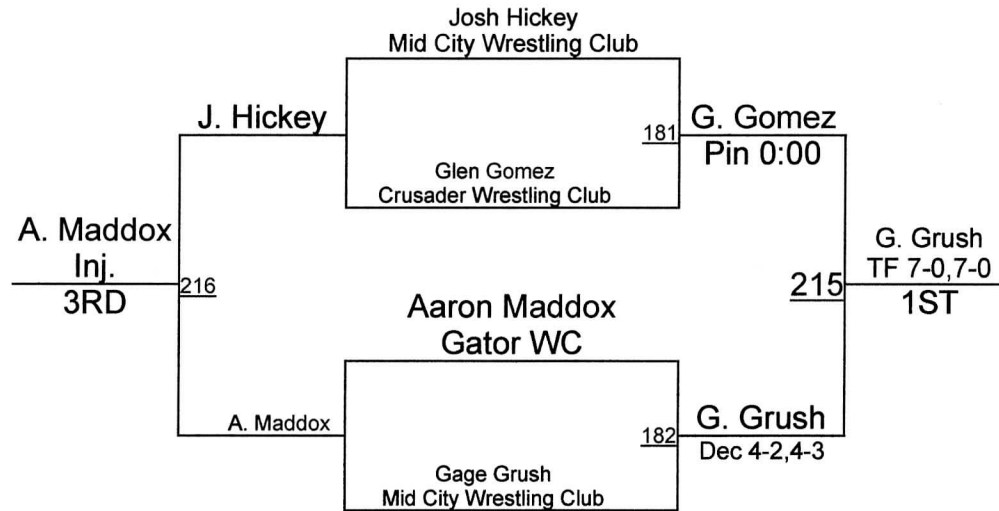 Josh Hickey
Mid City Wrestling Club
J. Hickey
181
G. Gomez
Pin 0:00
Glen Gomez
Crusader Wrestling Club
A. Maddox
Inj.
3RD
216
G. Grush
TF 7-0,7-0
1ST
215
Aaron Maddox
Gator WC
A. Maddox
182
G. Grush
Dec 4-2,4-3
Gage Grush
Mid City Wrestling Club